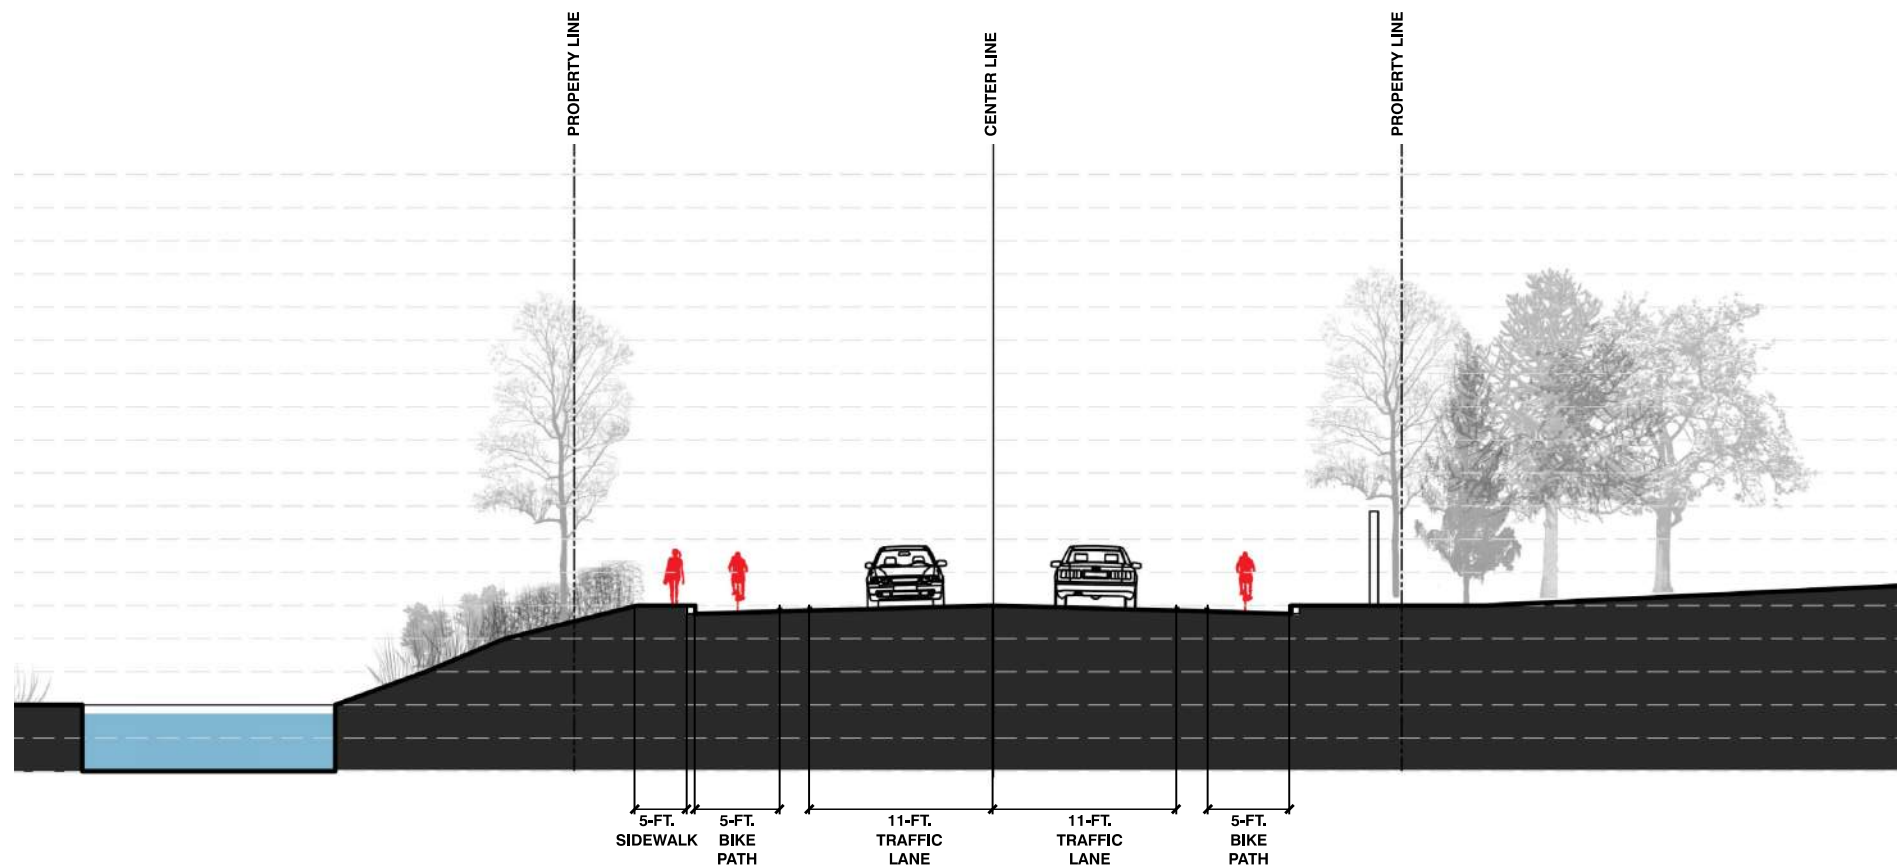 PROPERTY LINE
CENTER LINE
PROPERTY LINE
5-FT.
SIDEWALK
5-FT.
BIKE
PATH
11-FT.
TRAFFIC
LANE
11-FT.
TRAFFIC
LANE
5-FT.
BIKE
PATH